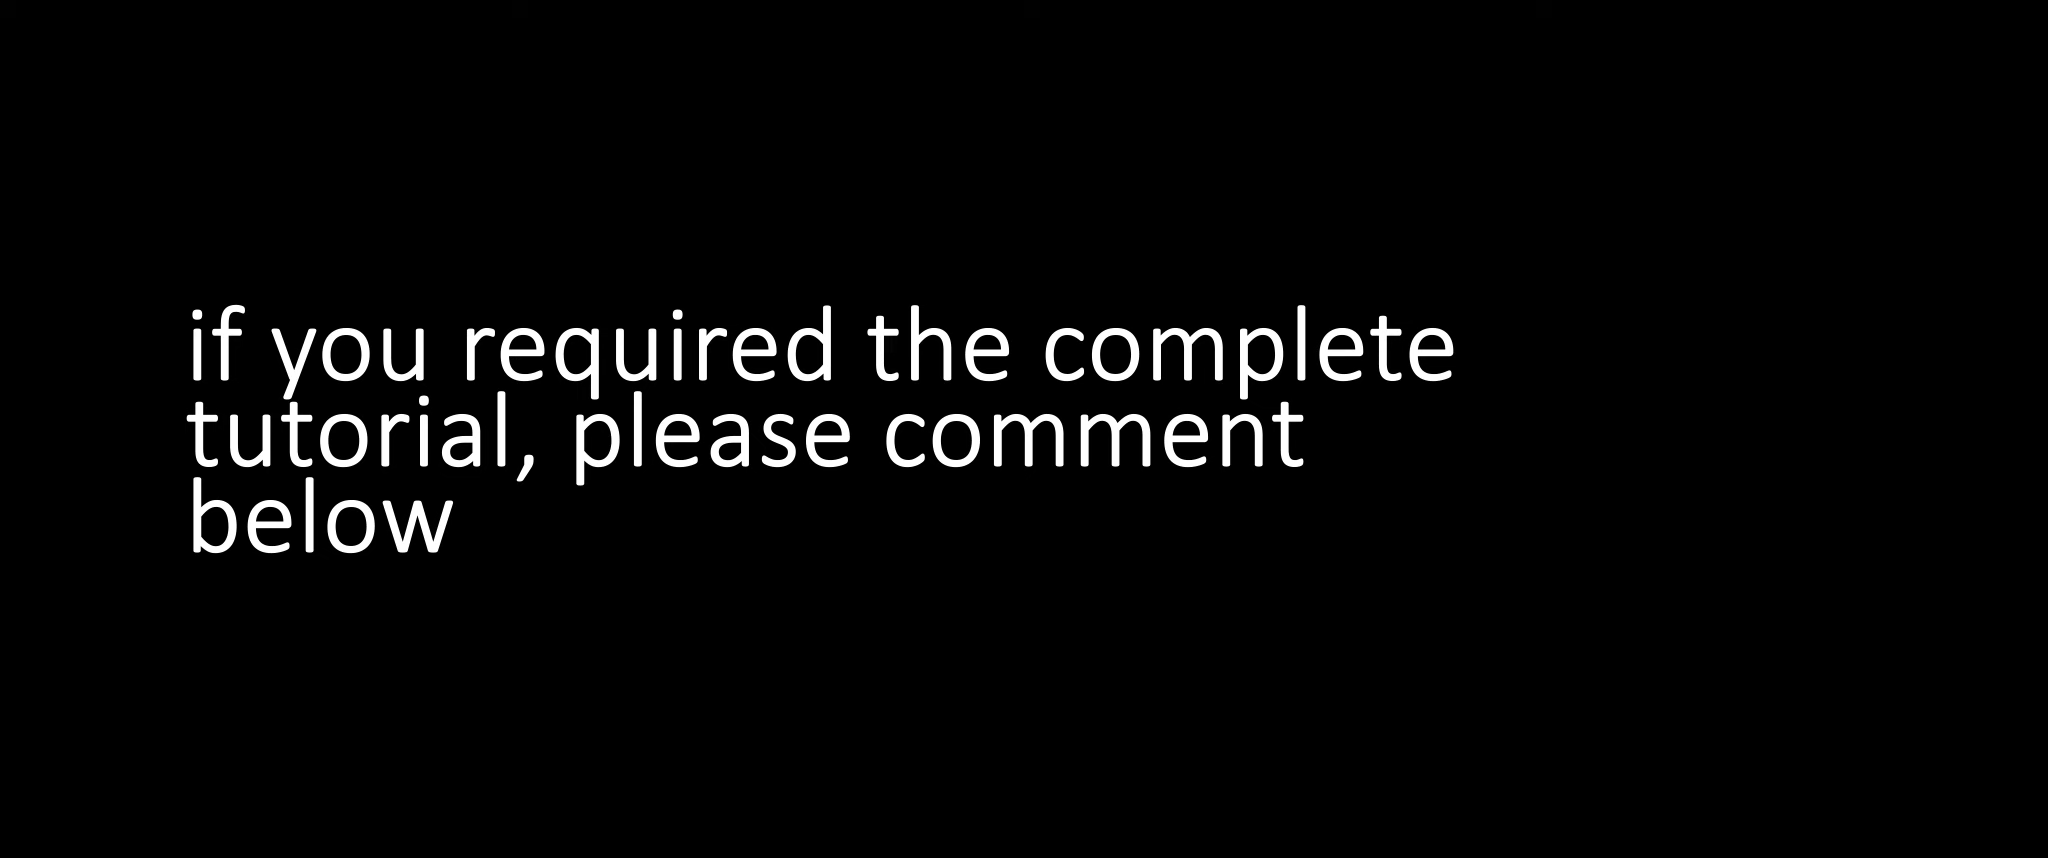 if you required the complete
tutorial, please comment
below